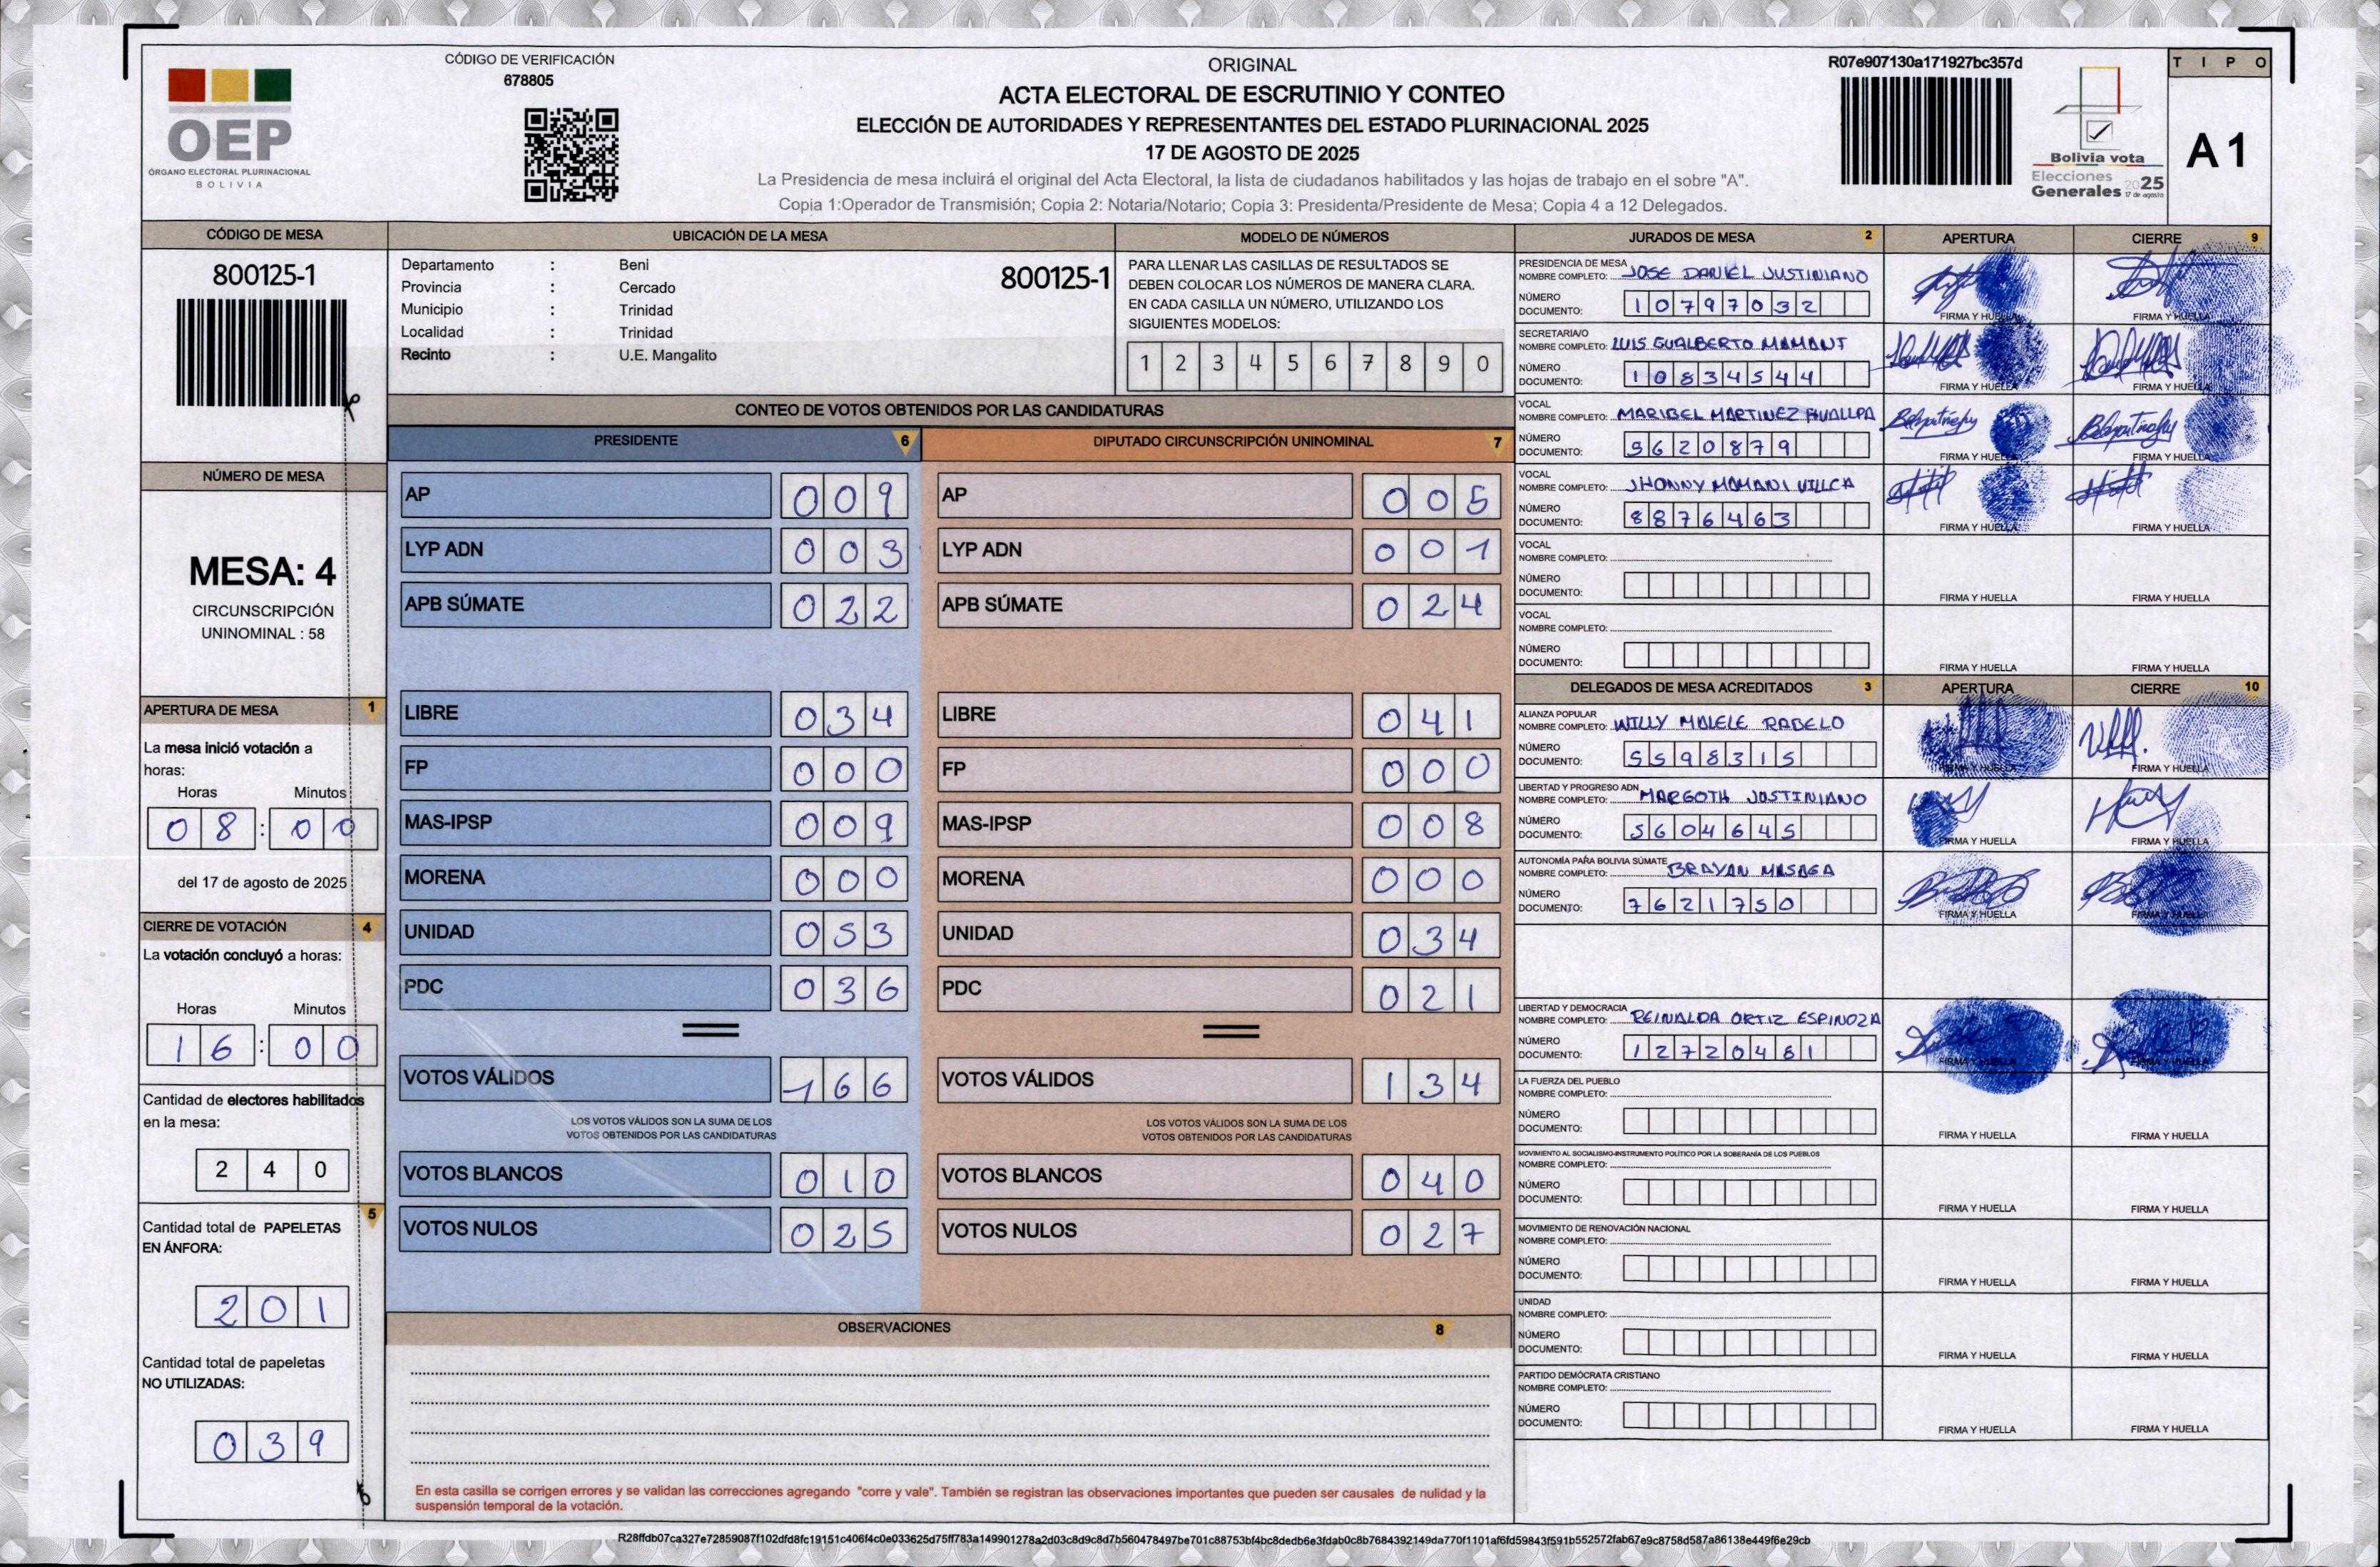 CÓDIGO DE VERIFICACIÓN
678805
OEP
ÓRGANO ELECTORAL PLURINACIONAL
BOLIVIA
ORIGINAL
ACTA ELECTORAL DE ESCRUTINIO Y CONTEO
ELECCIÓN DE AUTORIDADES Y REPRESENTANTES DEL ESTADO PLURINACIONAL 2025
17 DE AGOSTO DE 2025
La Presidencia de mesa incluirá el original del Acta Electoral, la lista de ciudadanos habilitados y las hojas de trabajo en el sobre "A".
Copia 1:Operador de Transmisión; Copia 2: Notaria/Notario; Copia 3: Presidenta/Presidente de Mesa; Copia 4 a 12 Delegados.
R07e907130a171927bc357d
Bolivia vota
Elecciones
Generales 2025
17 de agosto
TIPO
A1
CÓDIGO DE MESA
800125-1
NÚMERO DE MESA
MESA: 4
CIRCUNSCRIPCIÓN
UNINOMINAL : 58
APERTURA DE MESA 1
La mesa inició votación a
horas:
Horas Minutos
08 : 00
del 17 de agosto de 2025
CIERRE DE VOTACIÓN 4
La votación concluyó a horas:
Horas Minutos
16 : 00
Cantidad de electores habilitados
en la mesa:
240
5
Cantidad total de PAPELETAS
EN ÁNFORA:
201
Cantidad total de papeletas
NO UTILIZADAS:
039
UBICACIÓN DE LA MESA
Departamento : Beni
800125-1
Provincia : Cercado
Municipio : Trinidad
Localidad : Trinidad
Recinto : U.E. Mangalito
MODELO DE NÚMEROS
PARA LLENAR LAS CASILLAS DE RESULTADOS SE
DEBEN COLOCAR LOS NÚMEROS DE MANERA CLARA.
EN CADA CASILLA UN NÚMERO, UTILIZANDO LOS
SIGUIENTES MODELOS:
1 2 3 4 5 6 7 8 9 0
CONTEO DE VOTOS OBTENIDOS POR LAS CANDIDATURAS
PRESIDENTE 6
DIPUTADO CIRCUNSCRIPCIÓN UNINOMINAL 7
AP 009 AP 005
LYP ADN 003 LYP ADN 001
APB SÚMATE 022 APB SÚMATE 024
LIBRE 034 LIBRE 041
FP 000 FP 000
MAS-IPSP 009 MAS-IPSP 008
MORENA 000 MORENA 000
UNIDAD 053 UNIDAD 034
PDC 036 PDC 021
VOTOS VÁLIDOS 166 VOTOS VÁLIDOS 134
LOS VOTOS VÁLIDOS SON LA SUMA DE LOS LOS VOTOS VÁLIDOS SON LA SUMA DE LOS
VOTOS OBTENIDOS POR LAS CANDIDATURAS VOTOS OBTENIDOS POR LAS CANDIDATURAS
VOTOS BLANCOS 010 VOTOS BLANCOS 040
VOTOS NULOS 025 VOTOS NULOS 027
OBSERVACIONES 8
En esta casilla se corrigen errores y se validan las correcciones agregando "corre y vale". También se registran las observaciones importantes que pueden ser causales de nulidad y la
suspensión temporal de la votación.
JURADOS DE MESA 2 APERTURA CIERRE 9
PRESIDENCIA DE MESA
NOMBRE COMPLETO: JOSE DANIEL JUSTINIANO
NÚMERO
DOCUMENTO: 10797032
FIRMA Y HUELLA FIRMA Y HUELLA
SECRETARIA/O
NOMBRE COMPLETO: LUIS GUALBERTO MAMANI
NÚMERO
DOCUMENTO: 10834544
FIRMA Y HUELLA FIRMA Y HUELLA
VOCAL
NOMBRE COMPLETO: MARIBEL MARTINEZ HUALLPA
NÚMERO
DOCUMENTO: 5620879
FIRMA Y HUELLA FIRMA Y HUELLA
VOCAL
NOMBRE COMPLETO: JHONNY MAMANI VILLCA
NÚMERO
DOCUMENTO: 8876463
FIRMA Y HUELLA FIRMA Y HUELLA
VOCAL
NOMBRE COMPLETO:
NÚMERO
DOCUMENTO:
FIRMA Y HUELLA FIRMA Y HUELLA
VOCAL
NOMBRE COMPLETO:
NÚMERO
DOCUMENTO:
FIRMA Y HUELLA FIRMA Y HUELLA
DELEGADOS DE MESA ACREDITADOS 3 APERTURA CIERRE 10
ALIANZA POPULAR
NOMBRE COMPLETO: WILLY MALELE RABELO
NÚMERO
DOCUMENTO: 5598315
FIRMA Y HUELLA FIRMA Y HUELLA
LIBERTAD Y PROGRESO ADN
NOMBRE COMPLETO: MARGOTH JUSTINIANO
NÚMERO
DOCUMENTO: 5604645
FIRMA Y HUELLA FIRMA Y HUELLA
AUTONOMÍA PARA BOLIVIA SÚMATE
NOMBRE COMPLETO: BRAYAN MASAGA
NÚMERO
DOCUMENTO: 7621750
FIRMA Y HUELLA FIRMA Y HUELLA
LIBERTAD Y DEMOCRACIA
NOMBRE COMPLETO: REINALDA ORTIZ ESPINOZA
NÚMERO
DOCUMENTO: 12720461
FIRMA Y HUELLA FIRMA Y HUELLA
LA FUERZA DEL PUEBLO
NOMBRE COMPLETO:
NÚMERO
DOCUMENTO:
FIRMA Y HUELLA FIRMA Y HUELLA
MOVIMIENTO AL SOCIALISMO-INSTRUMENTO POLÍTICO POR LA SOBERANÍA DE LOS PUEBLOS
NOMBRE COMPLETO:
NÚMERO
DOCUMENTO:
FIRMA Y HUELLA FIRMA Y HUELLA
MOVIMIENTO DE RENOVACIÓN NACIONAL
NOMBRE COMPLETO:
NÚMERO
DOCUMENTO:
FIRMA Y HUELLA FIRMA Y HUELLA
UNIDAD
NOMBRE COMPLETO:
NÚMERO
DOCUMENTO:
FIRMA Y HUELLA FIRMA Y HUELLA
PARTIDO DEMÓCRATA CRISTIANO
NOMBRE COMPLETO:
NÚMERO
DOCUMENTO:
FIRMA Y HUELLA FIRMA Y HUELLA